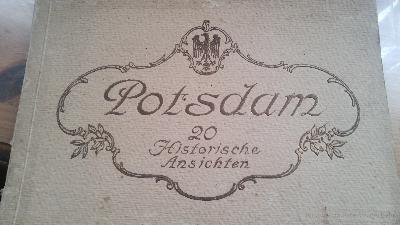 Potsdam
20
Historische
Ansichten